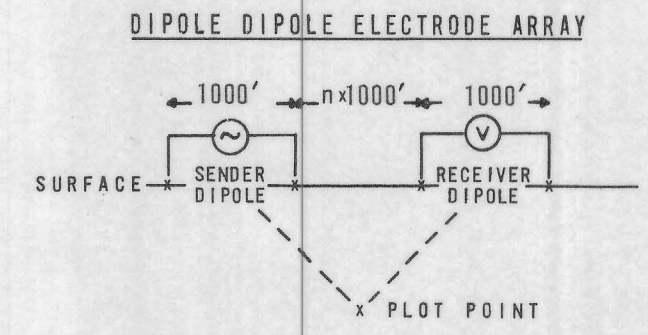 DIPOLE DIPOLE ELECTRODE ARRAY
1000' n×1000' 1000'
~ V
SURFACE SENDER DIPOLE RECEIVER DIPOLE
x PLOT POINT